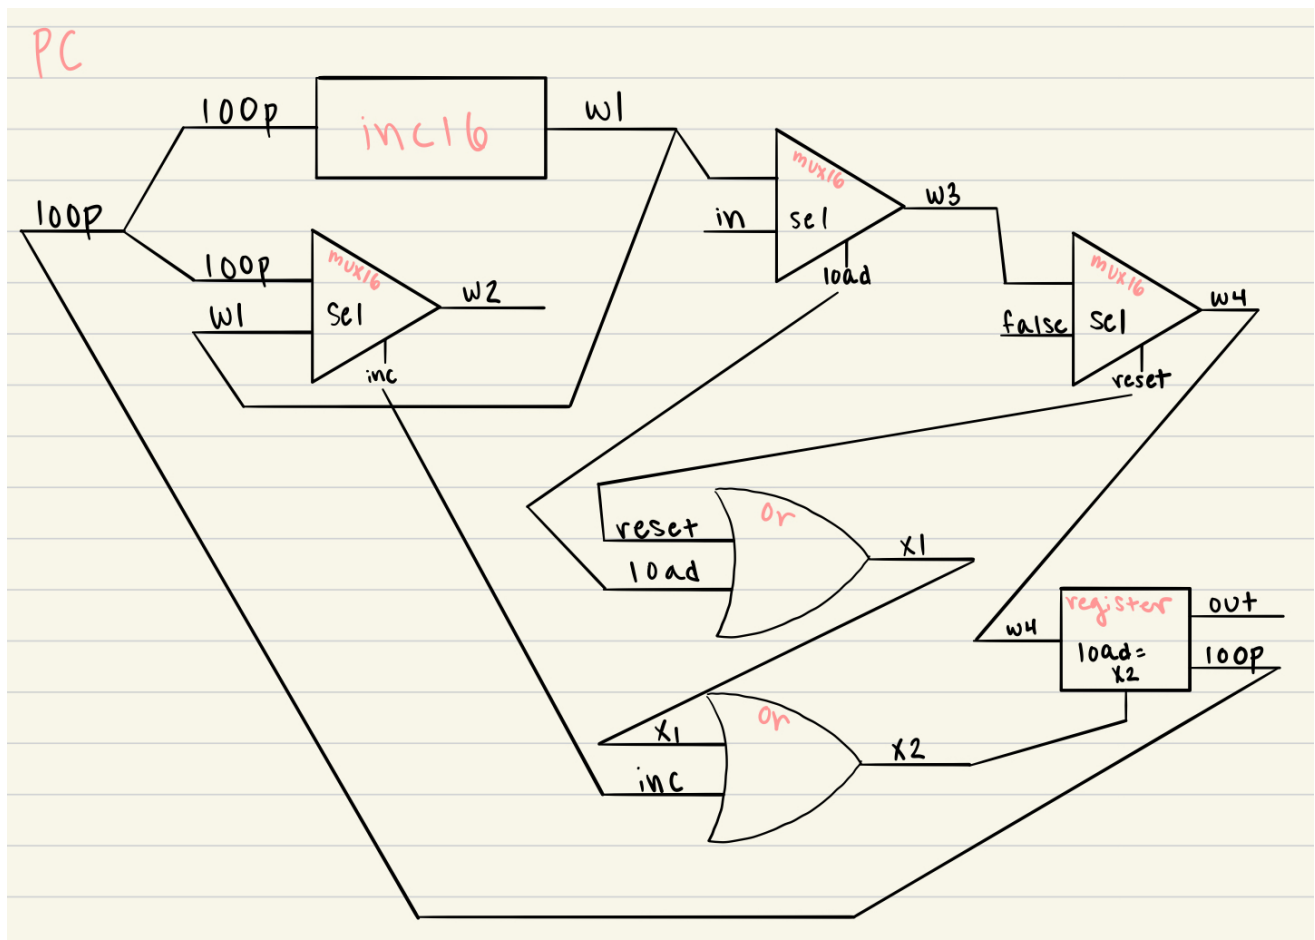 PC
100p
inc16
w1
100p
100p
mux16
sel
w1
inc
w2
mux16
in
sel
load
w3
mux16
false
sel
reset
w4
or
reset
load
x1
or
x1
inc
x2
register
w4
load=
x2
out
100p